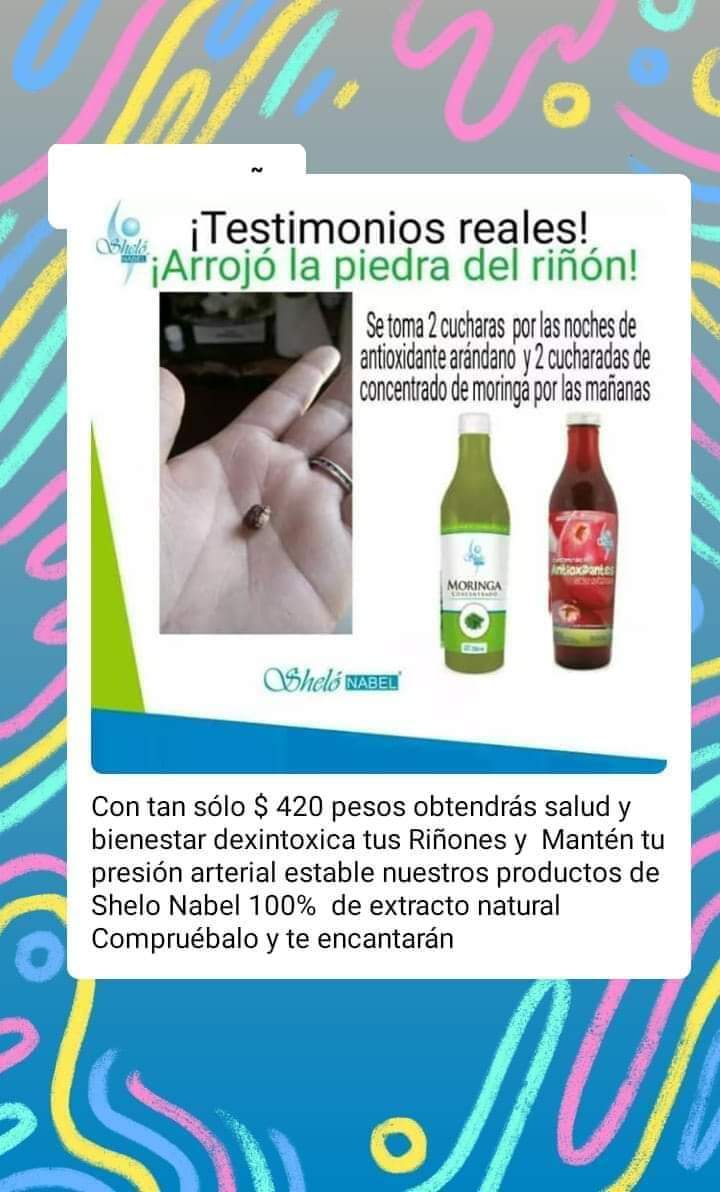 Ñ
Sheló
NABEL
¡Testimonios reales!
¡Arrojó la piedra del riñón!
Se toma 2 cucharas por las noches de
antioxidante arándano y 2 cucharadas de
concentrado de moringa por las mañanas
MORINGA
CONCENTRADO
Antioxidantes
Sheló NABEL
Con tan sólo $ 420 pesos obtendrás salud y
bienestar dexintoxica tus Riñones y Mantén tu
presión arterial estable nuestros productos de
Shelo Nabel 100% de extracto natural
Compruébalo y te encantarán